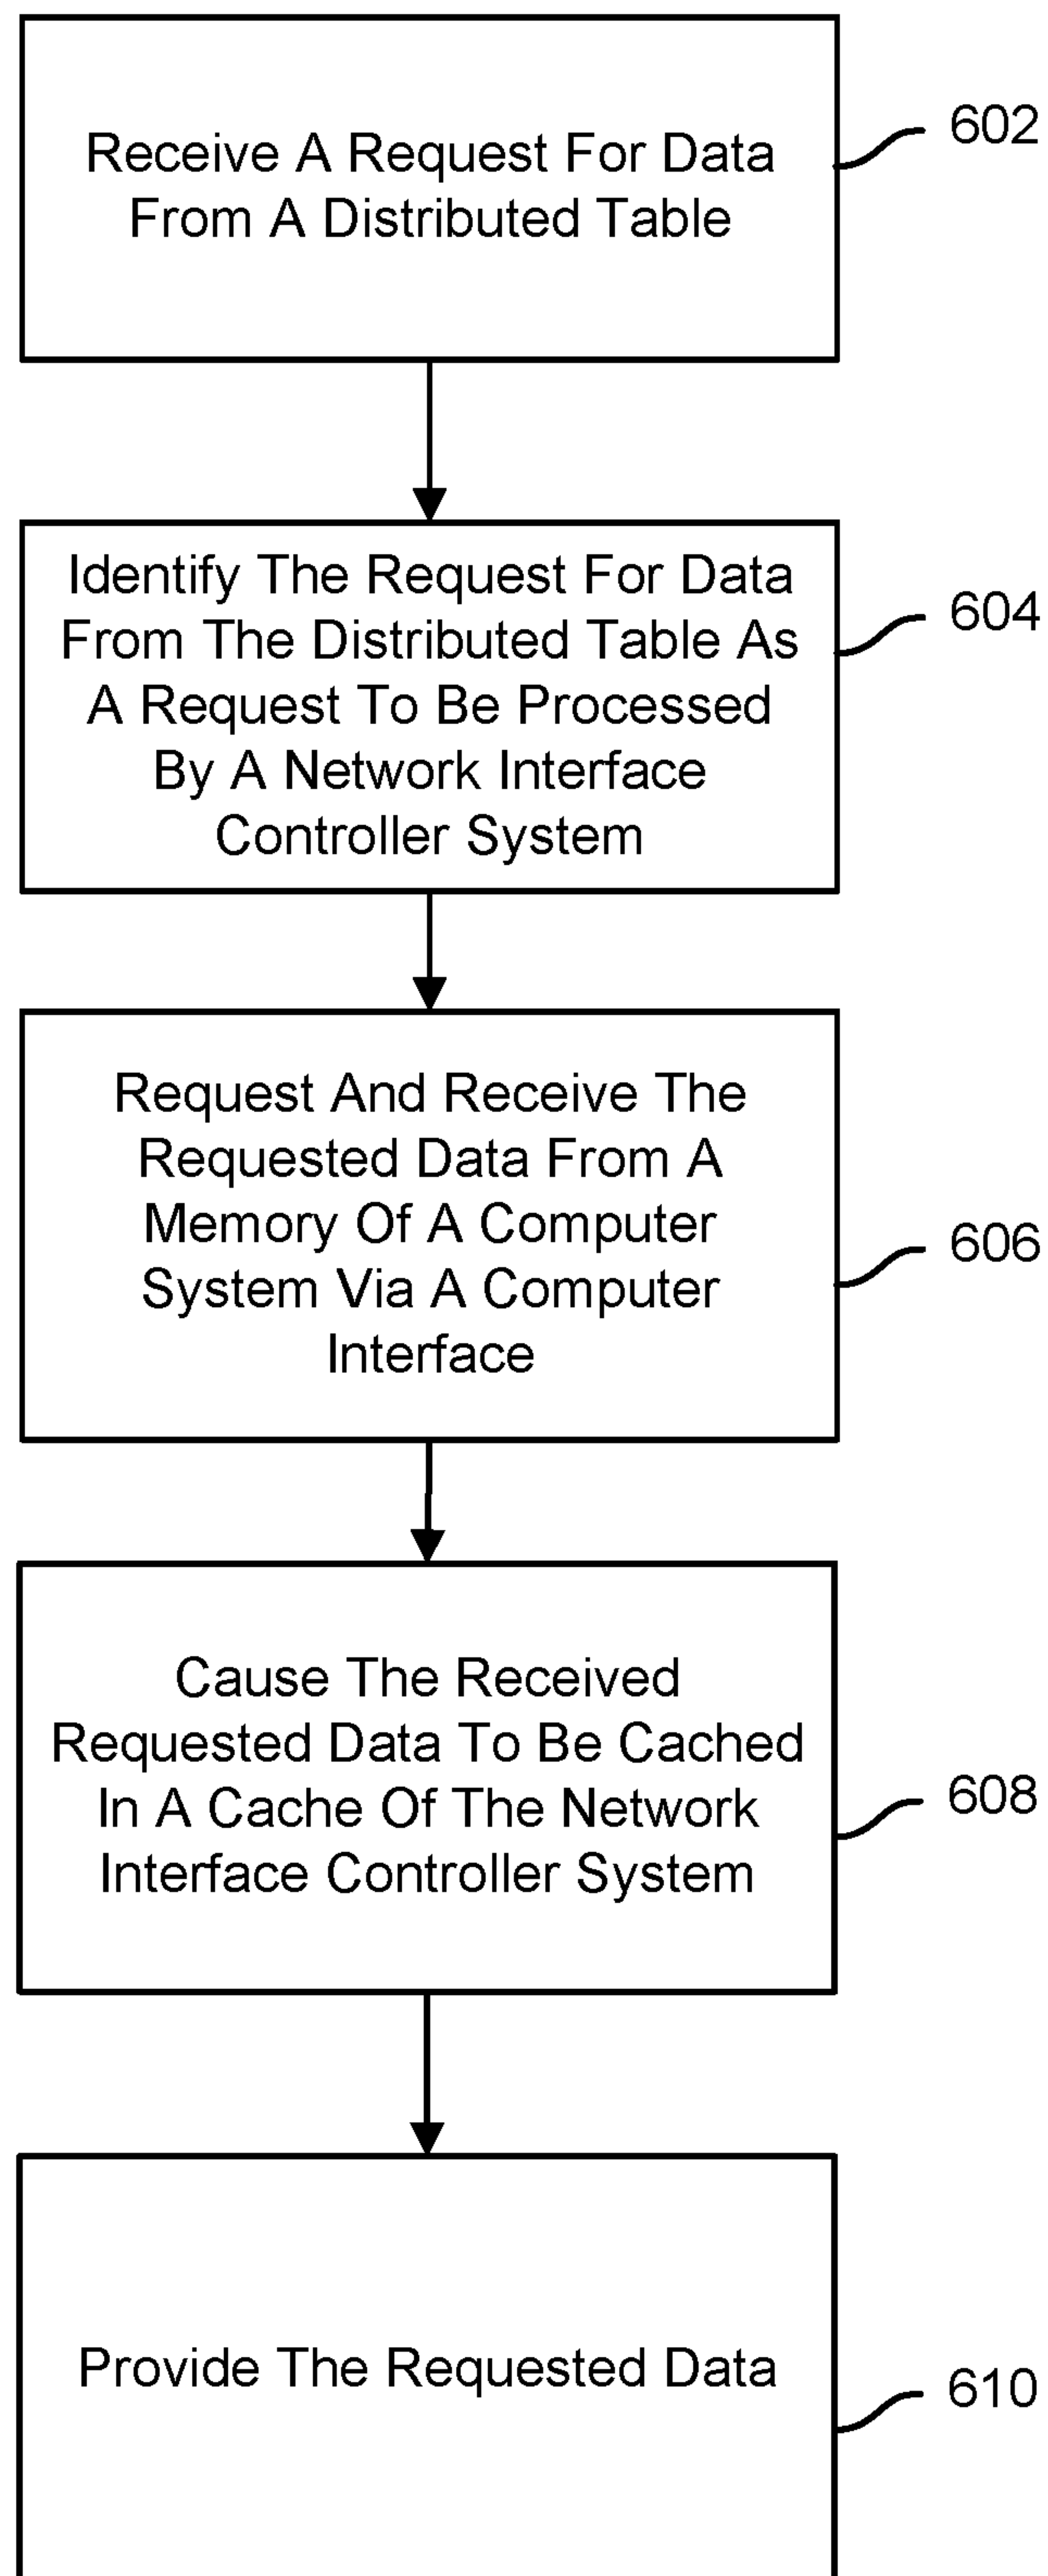 Receive A Request For Data
From A Distributed Table
602
Identify The Request For Data
From The Distributed Table As
A Request To Be Processed
By A Network Interface
Controller System
604
Request And Receive The
Requested Data From A
Memory Of A Computer
System Via A Computer
Interface
606
Cause The Received
Requested Data To Be Cached
In A Cache Of The Network
Interface Controller System
608
Provide The Requested Data
610